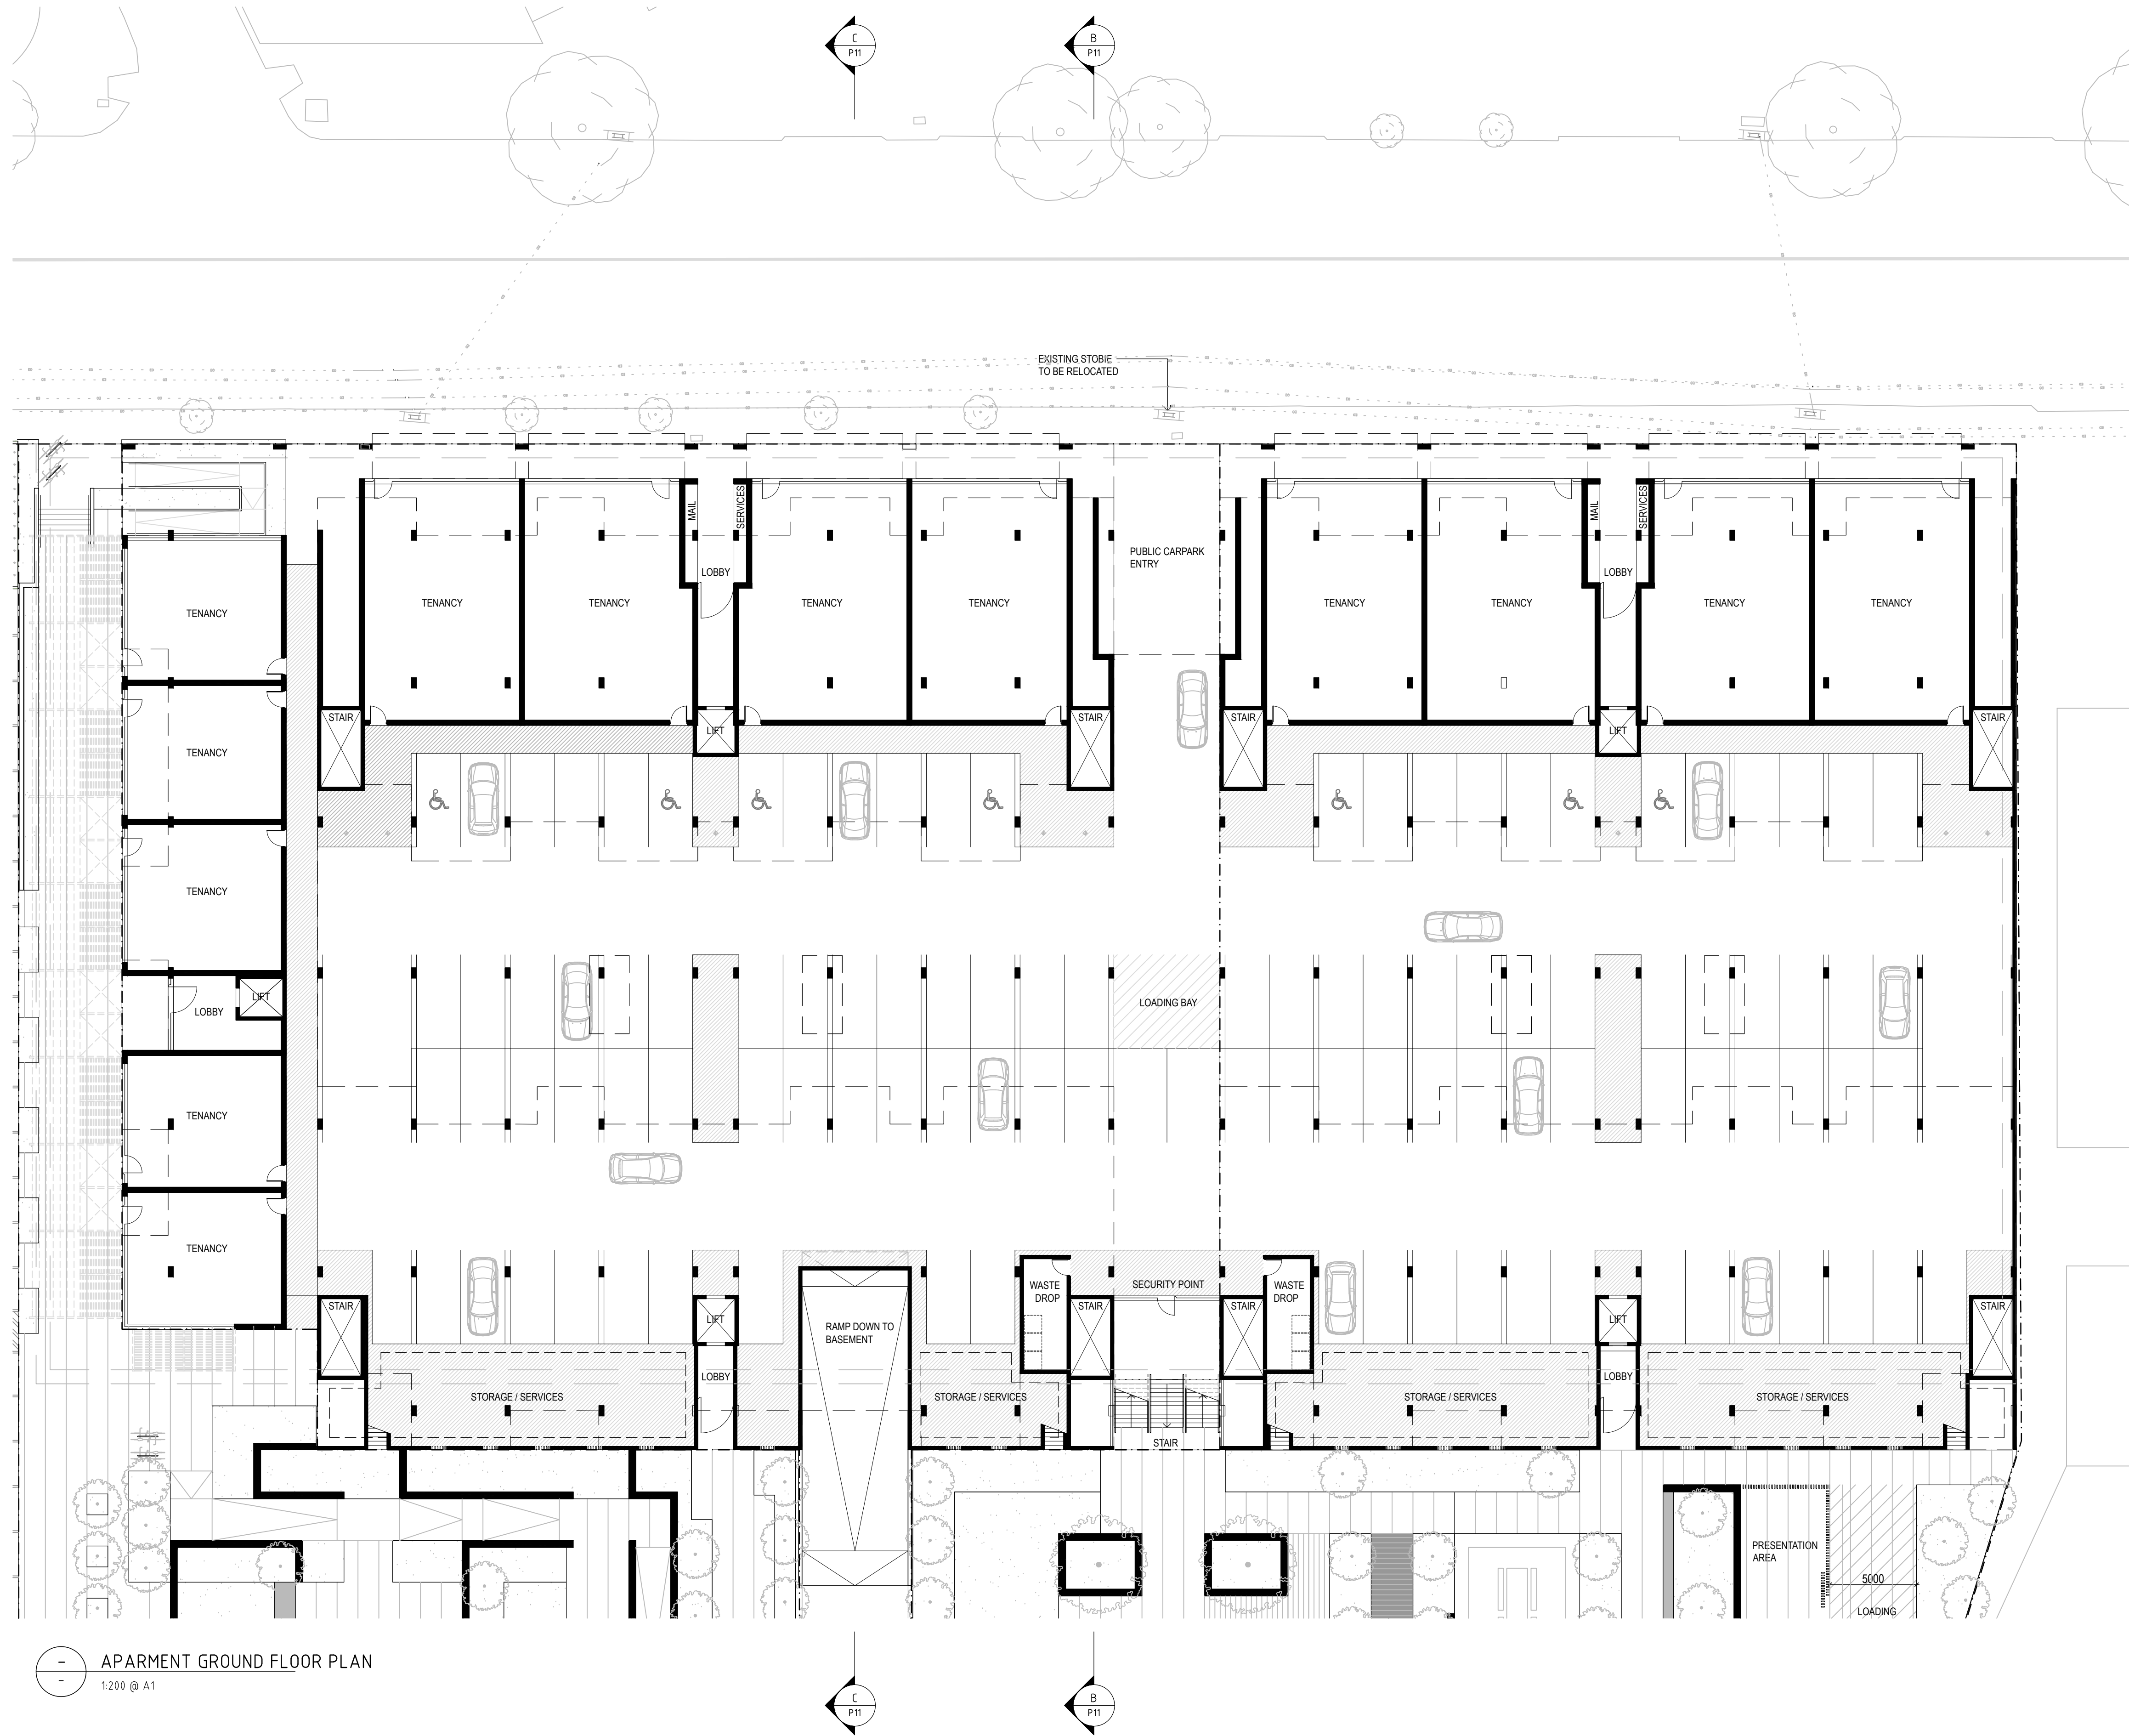 C
P11
B
P11
EXISTING STOBIE
TO BE RELOCATED
MAIL
SERVICES
MAIL
SERVICES
PUBLIC CARPARK
ENTRY
LOBBY
LOBBY
TENANCY
TENANCY
TENANCY
TENANCY
TENANCY
TENANCY
TENANCY
TENANCY
TENANCY
STAIR
LIFT
STAIR
STAIR
LIFT
STAIR
TENANCY
TENANCY
LIFT
LOBBY
LOADING BAY
TENANCY
TENANCY
WASTE
DROP
SECURITY POINT
WASTE
DROP
STAIR
LIFT
RAMP DOWN TO
BASEMENT
STAIR
STAIR
LIFT
STAIR
LOBBY
LOBBY
STORAGE / SERVICES
STORAGE / SERVICES
STORAGE / SERVICES
STORAGE / SERVICES
STAIR
PRESENTATION
AREA
5000
LOADING
-
-
APARMENT GROUND FLOOR PLAN
1:200 @ A1
C
P11
B
P11